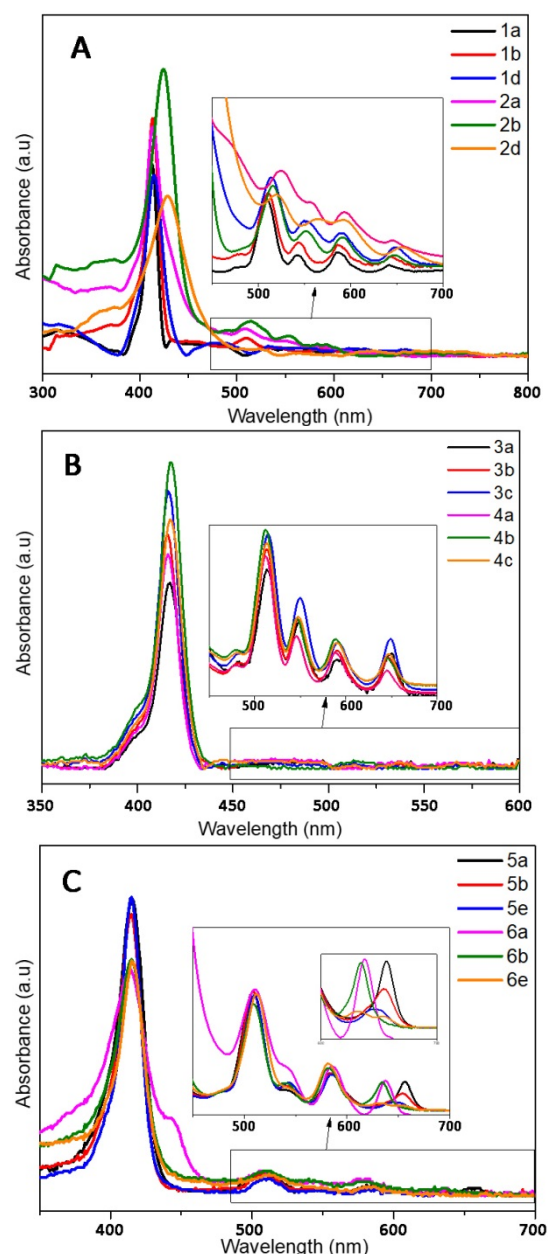 A
1a
1b
1d
2a
2b
2d
Absorbance (a.u)
500 600 700
300 400 500 600 700 800
Wavelength (nm)
B
3a
3b
3c
4a
4b
4c
Absorbance (a.u)
500 600 700
350 400 450 500 550 600
Wavelength (nm)
C
5a
5b
5e
6a
6b
6e
Absorbance (a.u)
500 600 700
400 500 600 700
Wavelength (nm)